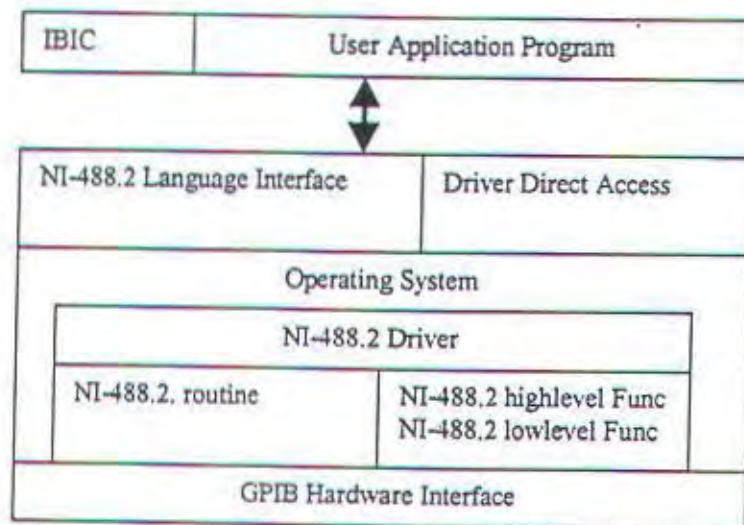 IBIC
User Application Program
NI-488.2 Language Interface
Driver Direct Access
Operating System
NI-488.2 Driver
NI-488.2. routine
NI-488.2 highlevel Func
NI-488.2 lowlevel Func
GPIB Hardware Interface